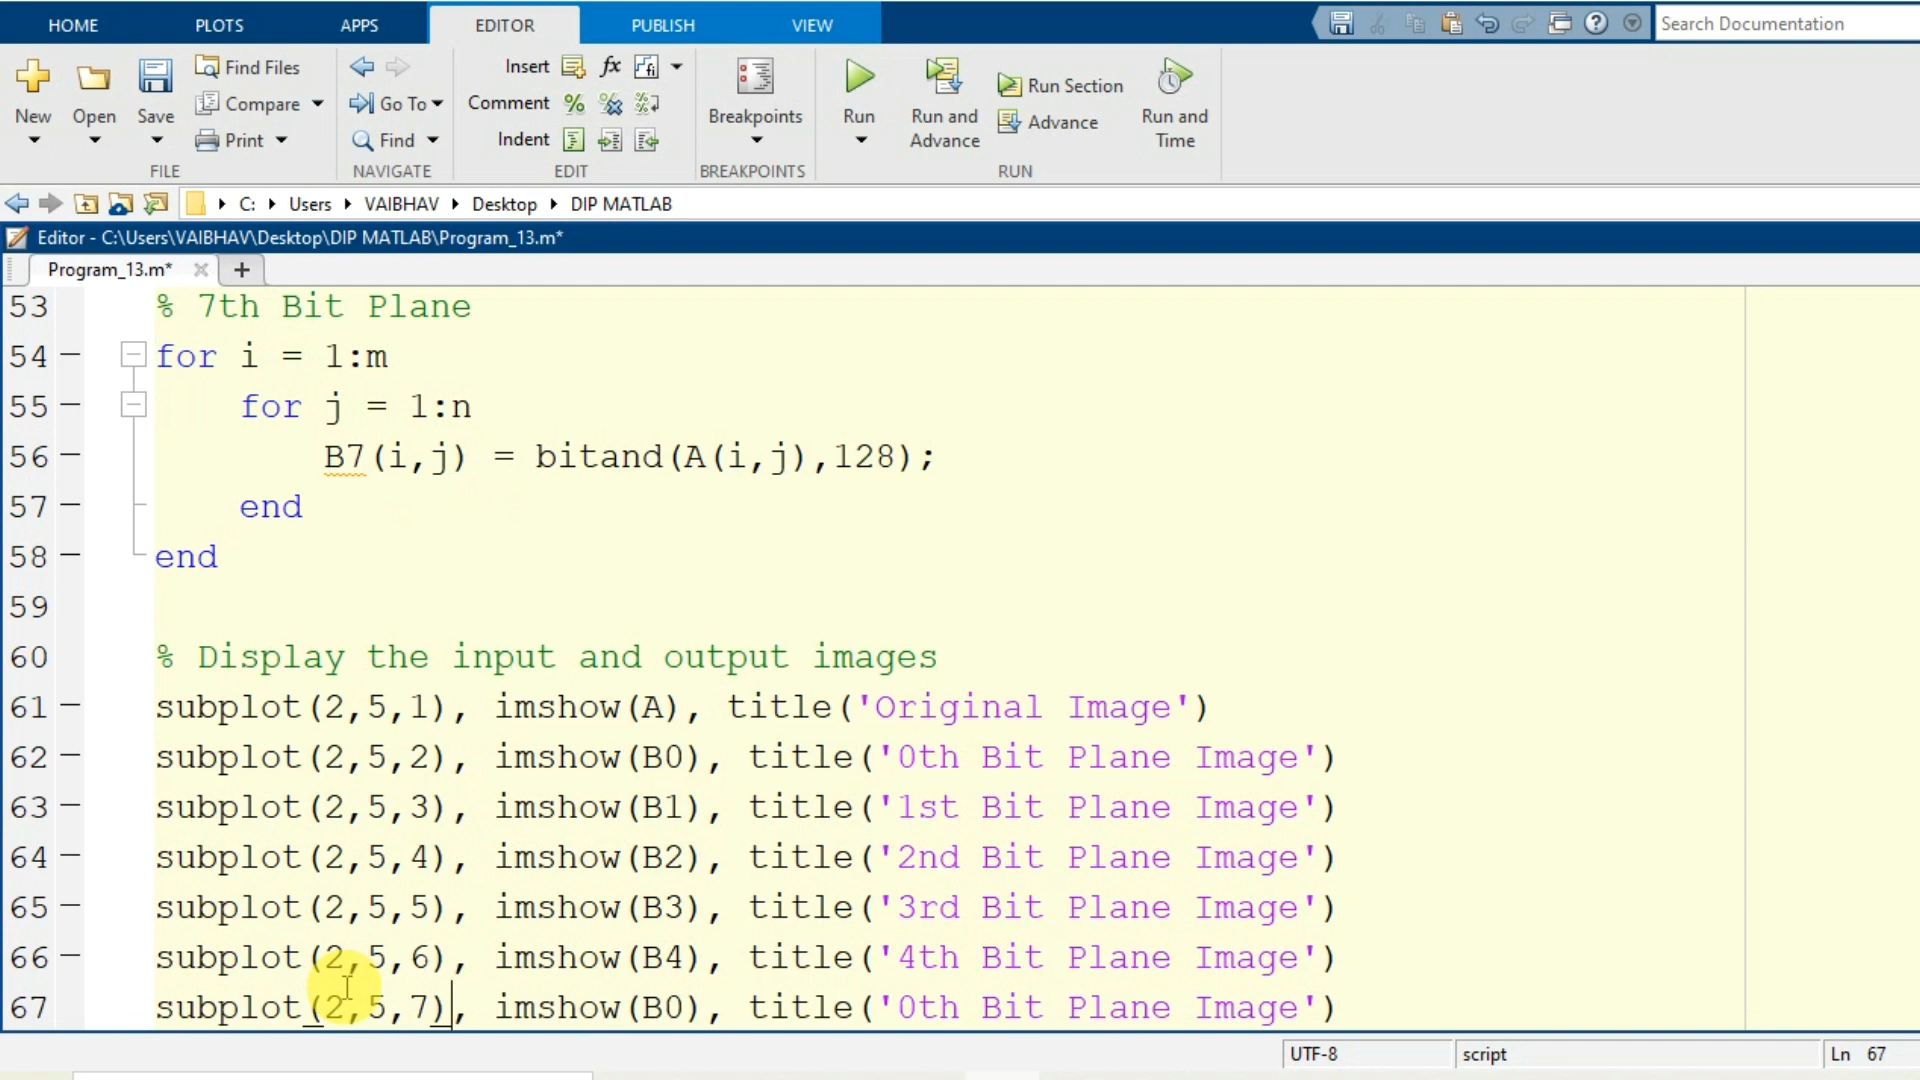 HOME PLOTS APPS EDITOR PUBLISH VIEW Search Documentation
New Open Save Find Files Compare Print
FILE
Go To Find
NAVIGATE
Insert fx
Comment
Indent
EDIT
Breakpoints
BREAKPOINTS
Run Run and Advance Run Section Advance Run and Time
RUN
C: Users VAIBHAV Desktop DIP MATLAB
Editor - C:\Users\VAIBHAV\Desktop\DIP MATLAB\Program_13.m*
Program_13.m* × +
53 % 7th Bit Plane
54 – for i = 1:m
55 – for j = 1:n
56 – B7(i,j) = bitand(A(i,j),128);
57 – end
58 – end
59
60 % Display the input and output images
61 – subplot(2,5,1), imshow(A), title('Original Image')
62 – subplot(2,5,2), imshow(B0), title('0th Bit Plane Image')
63 – subplot(2,5,3), imshow(B1), title('1st Bit Plane Image')
64 – subplot(2,5,4), imshow(B2), title('2nd Bit Plane Image')
65 – subplot(2,5,5), imshow(B3), title('3rd Bit Plane Image')
66 – subplot(2,5,6), imshow(B4), title('4th Bit Plane Image')
67 subplot(2,5,7), imshow(B0), title('0th Bit Plane Image')
UTF-8 script Ln 67